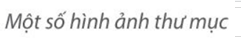 Một số hình ảnh thư mục